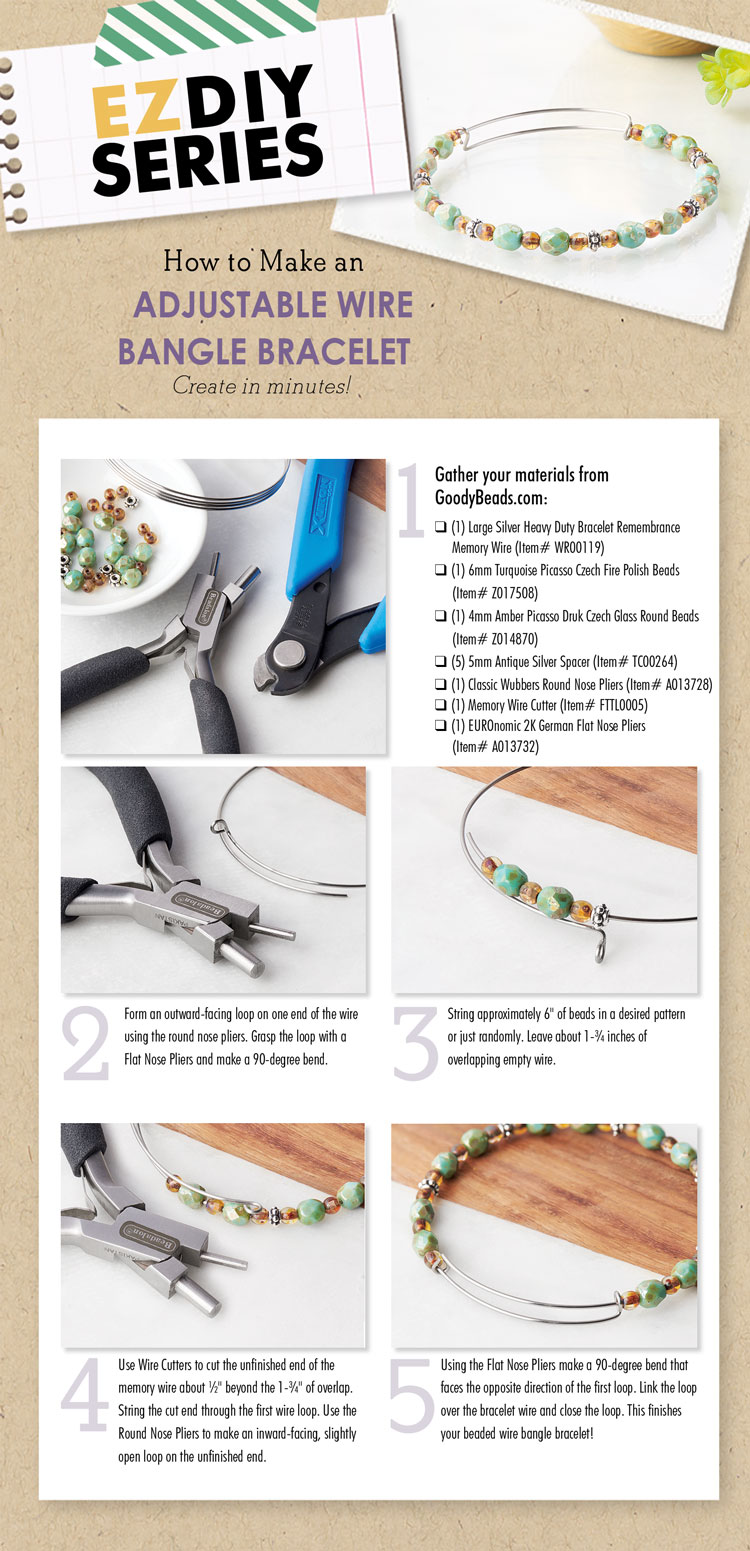 EZDIY
SERIES
How to Make an
ADJUSTABLE WIRE
BANGLE BRACELET
Create in minutes!
1
Gather your materials from
GoodyBeads.com:
❏ (1) Large Silver Heavy Duty Bracelet Remembrance
Memory Wire (Item# WR00119)
❏ (1) 6mm Turquoise Picasso Czech Fire Polish Beads
(Item# Z017508)
❏ (1) 4mm Amber Picasso Druk Czech Glass Round Beads
(Item# Z014870)
❏ (5) 5mm Antique Silver Spacer (Item# TC00264)
❏ (1) Classic Wubbers Round Nose Pliers (Item# A013728)
❏ (1) Memory Wire Cutter (Item# FTTL0005)
❏ (1) EUROnomic 2K German Flat Nose Pliers
(Item# A013732)
Beadalon
Beadalon
PAKISTAN
2
Form an outward-facing loop on one end of the wire
using the round nose pliers. Grasp the loop with a
Flat Nose Pliers and make a 90-degree bend.
3
String approximately 6" of beads in a desired pattern
or just randomly. Leave about 1-¾ inches of
overlapping empty wire.
Beadalon
PAKISTAN
4
Use Wire Cutters to cut the unfinished end of the
memory wire about ½" beyond the 1-¾" of overlap.
String the cut end through the first wire loop. Use the
Round Nose Pliers to make an inward-facing, slightly
open loop on the unfinished end.
5
Using the Flat Nose Pliers make a 90-degree bend that
faces the opposite direction of the first loop. Link the loop
over the bracelet wire and close the loop. This finishes
your beaded wire bangle bracelet!